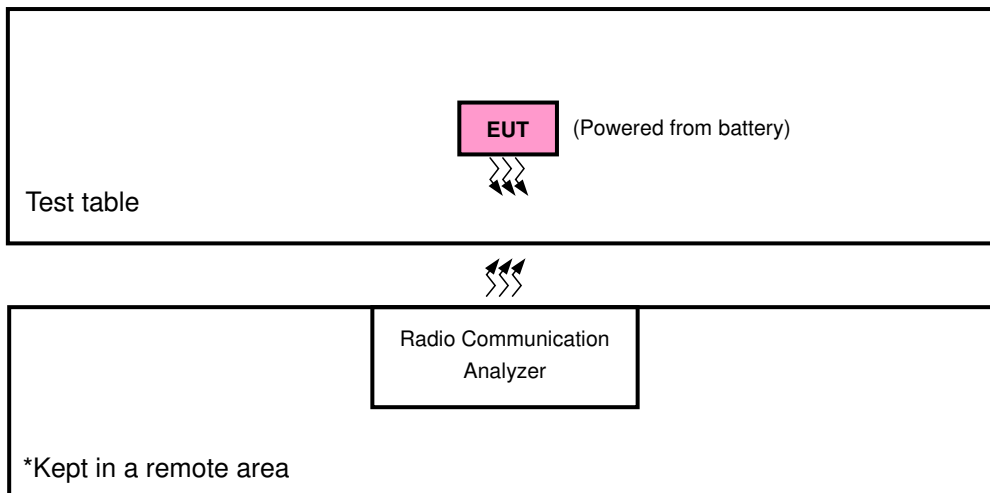 EUT
(Powered from battery)
Test table
Radio Communication
Analyzer
*Kept in a remote area